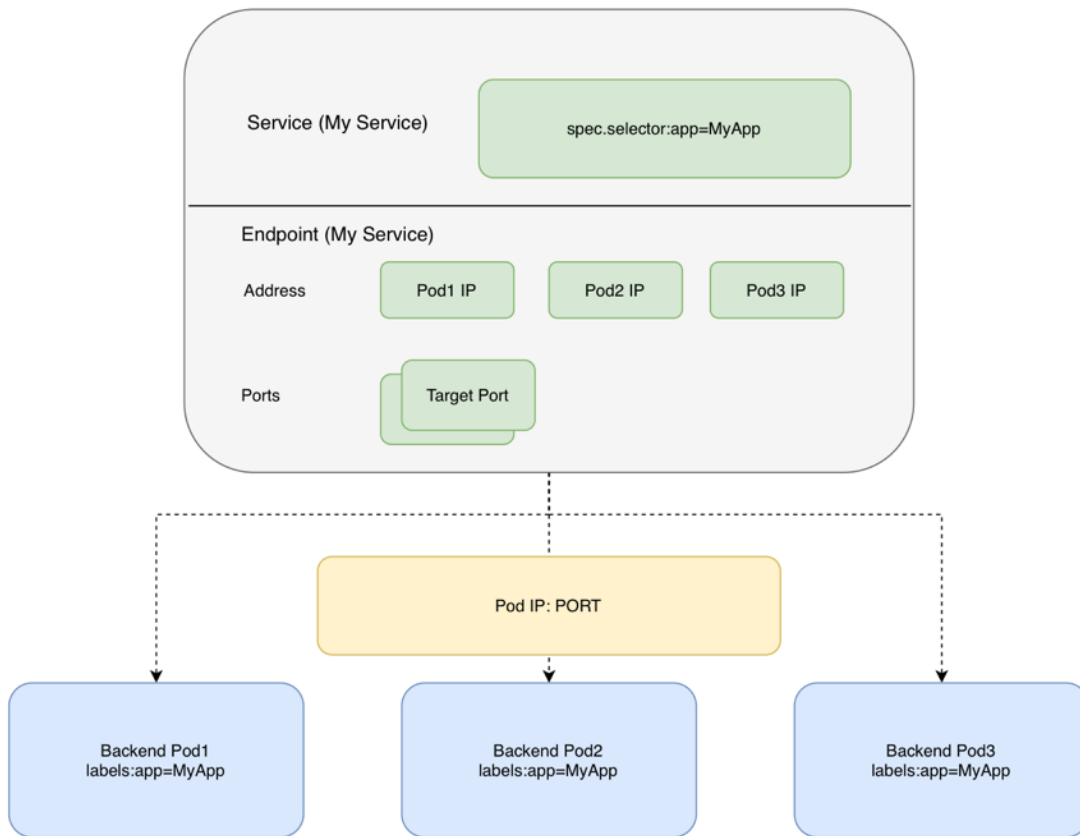 Service (My Service)
spec.selector:app=MyApp
Endpoint (My Service)
Address
Pod1 IP
Pod2 IP
Pod3 IP
Ports
Target Port
Pod IP: PORT
Backend Pod1
labels:app=MyApp
Backend Pod2
labels:app=MyApp
Backend Pod3
labels:app=MyApp